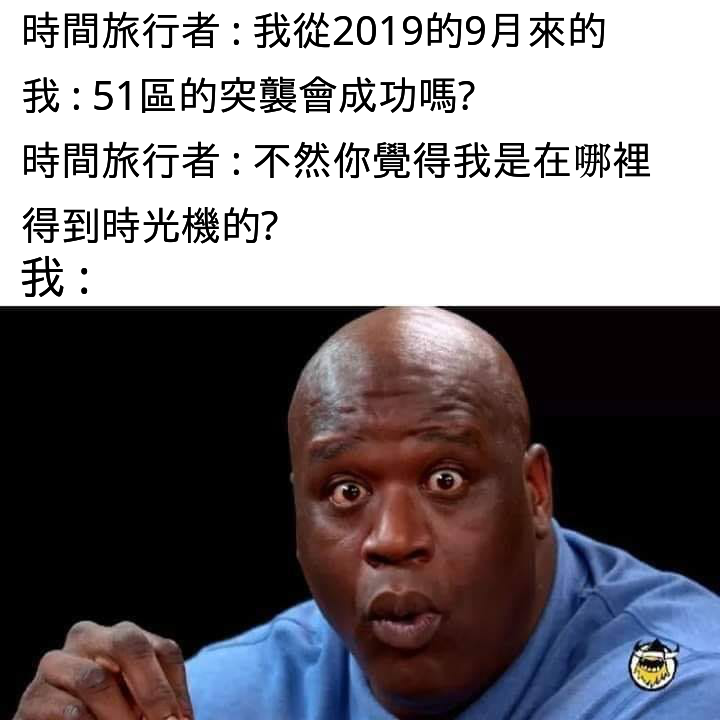 時間旅行者 : 我從2019的9月來的
我 : 51區的突襲會成功嗎?
時間旅行者 : 不然你覺得我是在哪裡
得到時光機的?
我 :